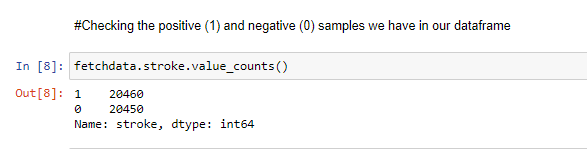 #Checking the positive (1) and negative (0) samples we have in our dataframe
In [8]: fetchdata.stroke.value_counts()
Out[8]: 1    20460
0    20450
Name: stroke, dtype: int64